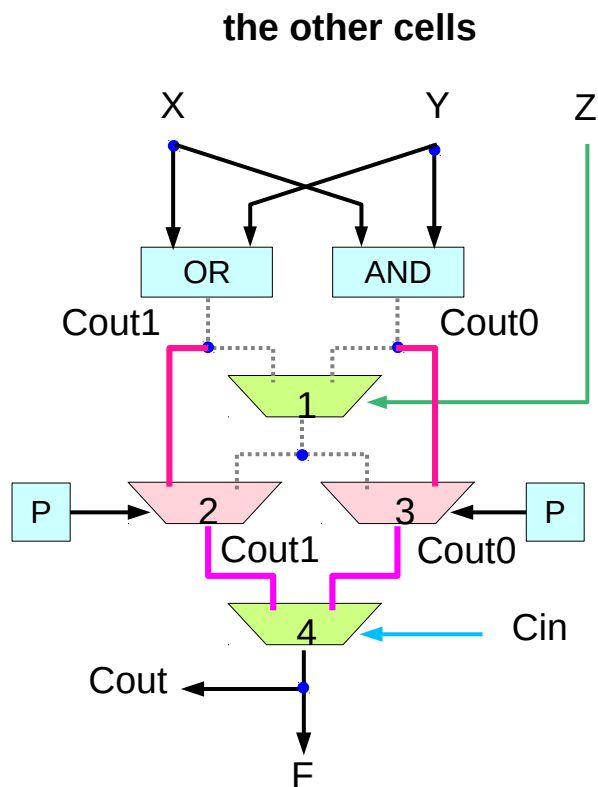 the other cells
X Y Z
OR AND
Cout1 Cout0
1
P 2 3 P
Cout1 Cout0
4 Cin
Cout
F